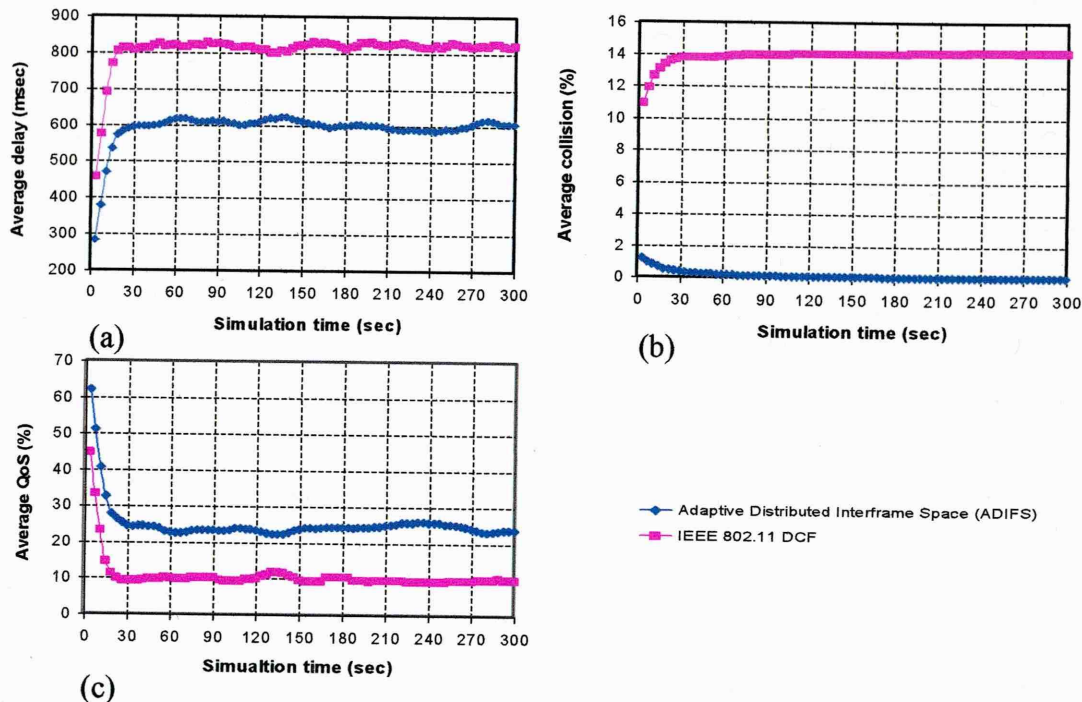 Average delay (msec)
900
800
700
600
500
400
300
200
0 30 60 90 120 150 180 210 240 270 300
Simulation time (sec)
(a)
Average collision (%)
16
14
12
10
8
6
4
2
0
0 30 60 90 120 150 180 210 240 270 300
Simulation time (sec)
(b)
Average QoS (%)
70
60
50
40
30
20
10
0
0 30 60 90 120 150 180 210 240 270 300
Simualtion time (sec)
(c)
Adaptive Distributed Interframe Space (ADIFS)
IEEE 802.11 DCF